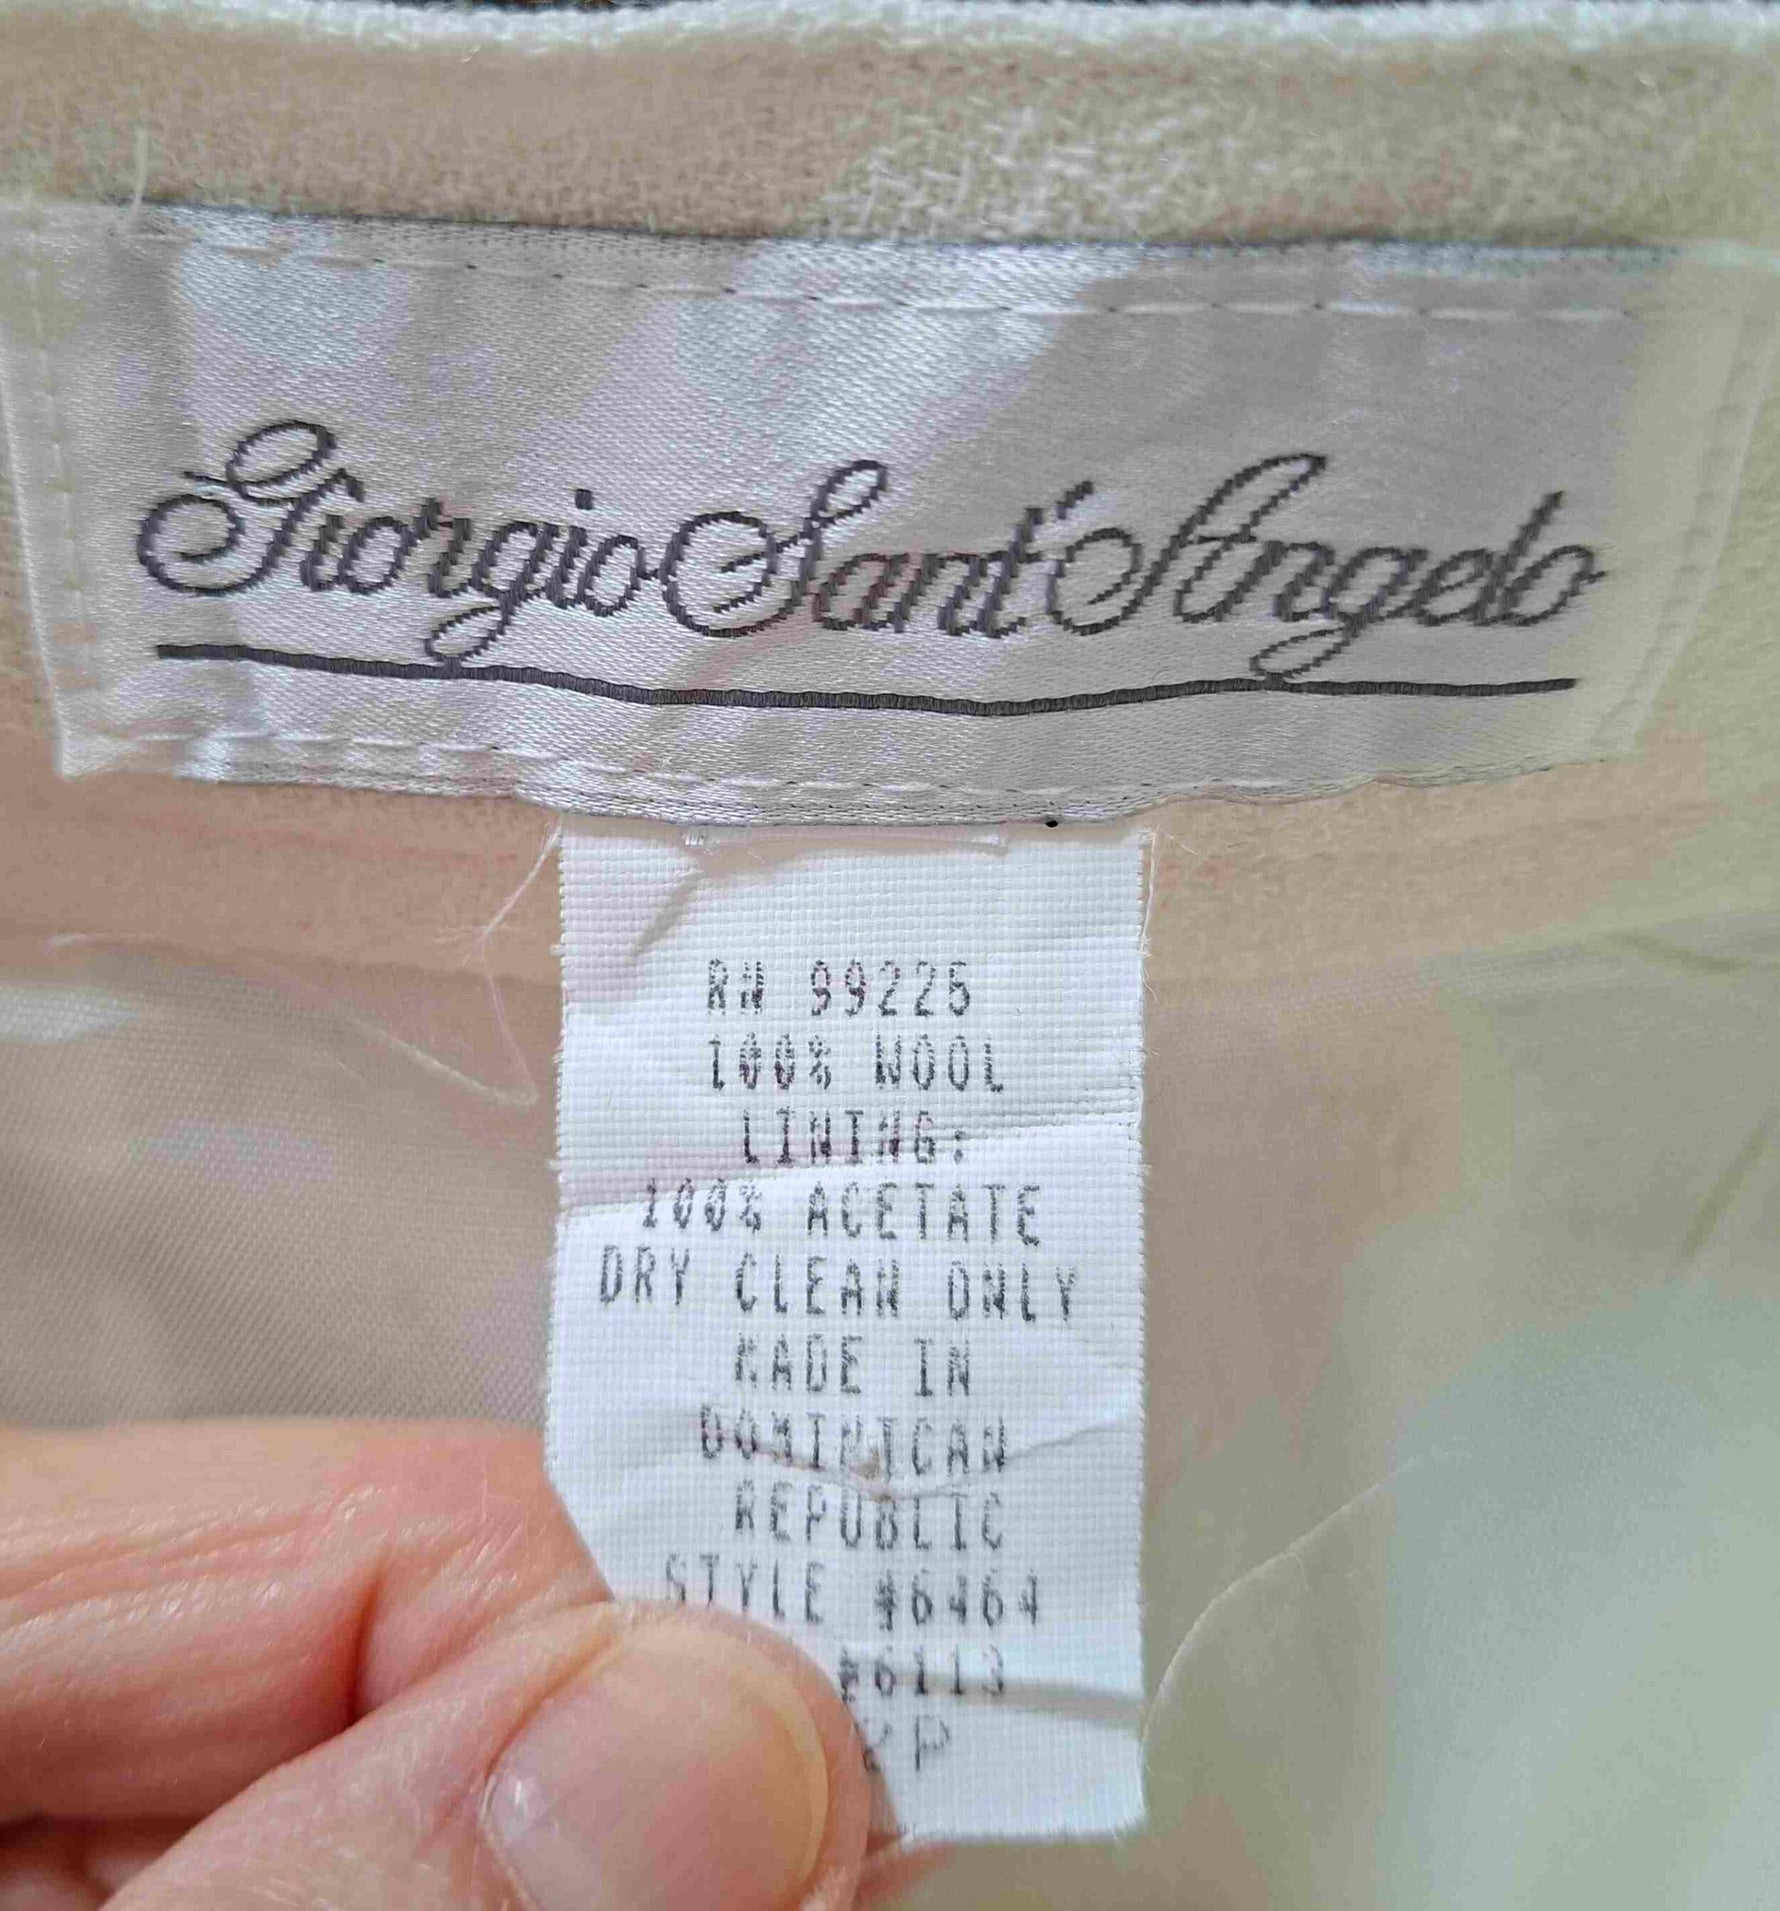 Giorgio Sant'Angelo
RN 99225
100% WOOL
LINING:
100% ACETATE
DRY CLEAN ONLY
MADE IN
DOMINICAN
REPUBLIC
STYLE #6464
#6113